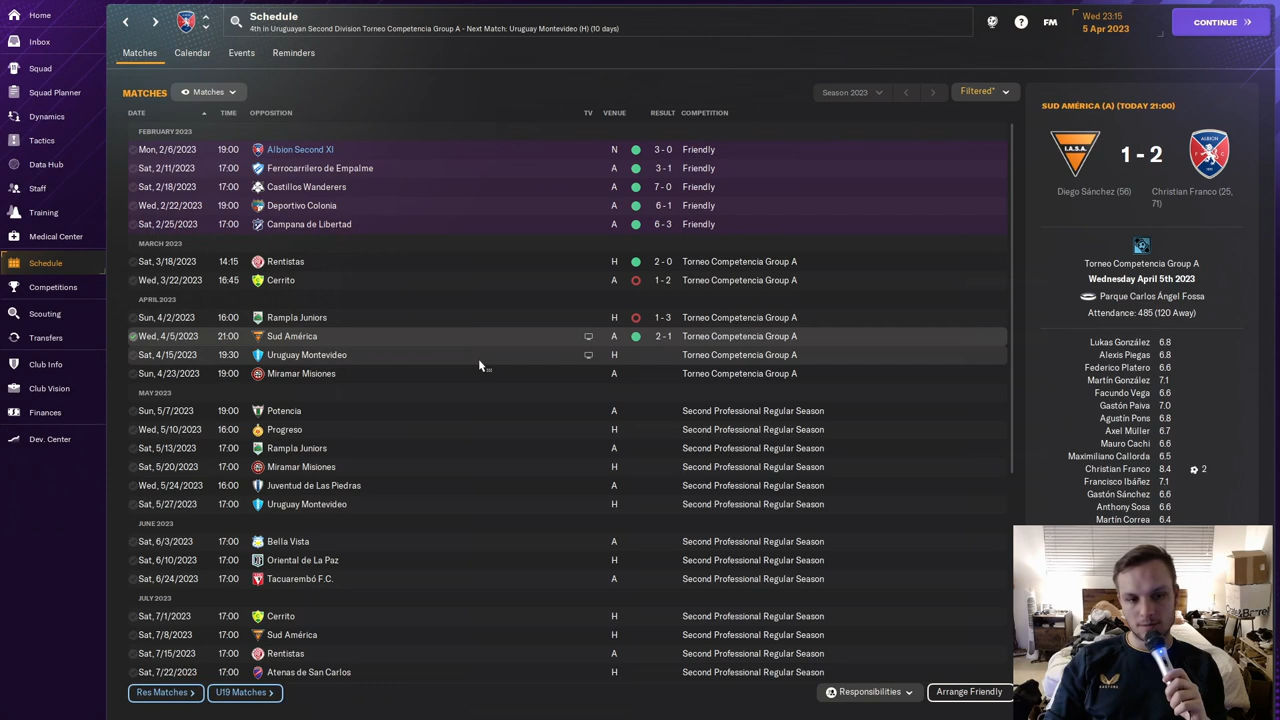 Home
Inbox
Squad
Squad Planner
Dynamics
Tactics
Data Hub
Staff
Training
Medical Center
Schedule
Competitions
Scouting
Transfers
Club Info
Club Vision
Finances
Dev. Center
Schedule
4th in Uruguayan Second Division Torneo Competencia Group A - Next Match: Uruguay Montevideo (H) (10 days)
FM
Wed 23:15
5 Apr 2023
CONTINUE
Matches Calendar Events Reminders
MATCHES Matches Season 2023 Filtered*
DATE TIME OPPOSITION TV VENUE RESULT COMPETITION
FEBRUARY 2023
Mon, 2/6/2023 19:00 Albion Second XI N 3 - 0 Friendly
Sat, 2/11/2023 17:00 Ferrocarrilero de Empalme A 3 - 1 Friendly
Sat, 2/18/2023 17:00 Castillos Wanderers A 7 - 0 Friendly
Wed, 2/22/2023 19:00 Deportivo Colonia A 6 - 1 Friendly
Sat, 2/25/2023 17:00 Campana de Libertad A 6 - 3 Friendly
MARCH 2023
Sat, 3/18/2023 14:15 Rentistas H 2 - 0 Torneo Competencia Group A
Wed, 3/22/2023 16:45 Cerrito A 1 - 2 Torneo Competencia Group A
APRIL 2023
Sun, 4/2/2023 16:00 Rampla Juniors H 1 - 3 Torneo Competencia Group A
Wed, 4/5/2023 21:00 Sud América A 2 - 1 Torneo Competencia Group A
Sat, 4/15/2023 19:30 Uruguay Montevideo H Torneo Competencia Group A
Sun, 4/23/2023 19:00 Miramar Misiones A Torneo Competencia Group A
MAY 2023
Sun, 5/7/2023 19:00 Potencia A Second Professional Regular Season
Wed, 5/10/2023 16:00 Progreso H Second Professional Regular Season
Sat, 5/13/2023 17:00 Rampla Juniors A Second Professional Regular Season
Sat, 5/20/2023 17:00 Miramar Misiones H Second Professional Regular Season
Wed, 5/24/2023 16:00 Juventud de Las Piedras A Second Professional Regular Season
Sat, 5/27/2023 17:00 Uruguay Montevideo H Second Professional Regular Season
JUNE 2023
Sat, 6/3/2023 17:00 Bella Vista A Second Professional Regular Season
Sat, 6/10/2023 17:00 Oriental de La Paz H Second Professional Regular Season
Sat, 6/24/2023 17:00 Tacuarembó F.C. A Second Professional Regular Season
JULY 2023
Sat, 7/1/2023 17:00 Cerrito H Second Professional Regular Season
Sat, 7/8/2023 17:00 Sud América H Second Professional Regular Season
Sat, 7/15/2023 17:00 Rentistas A Second Professional Regular Season
Sat, 7/22/2023 17:00 Atenas de San Carlos H Second Professional Regular Season
Res Matches > U19 Matches > Responsibilities Arrange Friendly
SUD AMÉRICA (A) (TODAY 21:00)
I.A.S.A. 1 - 2 ALBION
Diego Sánchez (56) Christian Franco (25,
71)
Torneo Competencia Group A
Wednesday April 5th 2023
Parque Carlos Ángel Fossa
Attendance: 485 (120 Away)
Lukas González 6.8
Alexis Piegas 6.8
Federico Platero 6.6
Martín González 7.1
Facundo Vega 6.6
Gastón Paiva 7.0
Agustín Pons 6.8
Axel Müller 6.7
Mauro Cachi 6.6
Maximiliano Callorda 6.5
Christian Franco 8.4 2
Francisco Ibáñez 7.1
Gastón Sánchez 6.6
Anthony Sosa 6.6
Martín Correa 6.4